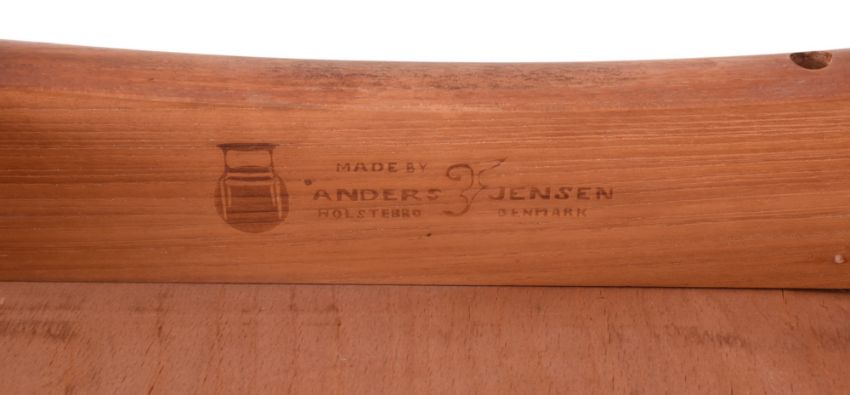 MADE BY
ANDERS JENSEN
HOLSTEBRO DENMARK